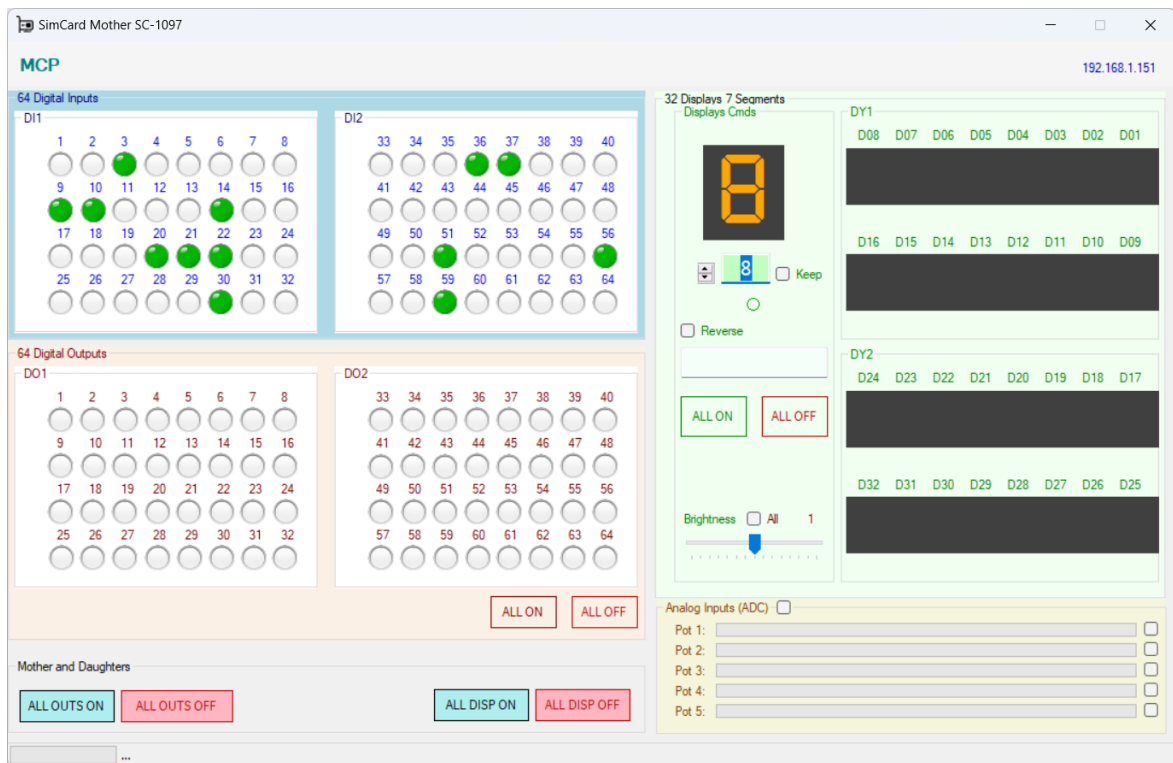 SimCard Mother SC-1097
MCP
192.168.1.151
64 Digital Inputs
DI1
1 2 3 4 5 6 7 8
9 10 11 12 13 14 15 16
17 18 19 20 21 22 23 24
25 26 27 28 29 30 31 32
DI2
33 34 35 36 37 38 39 40
41 42 43 44 45 46 47 48
49 50 51 52 53 54 55 56
57 58 59 60 61 62 63 64
64 Digital Outputs
DO1
1 2 3 4 5 6 7 8
9 10 11 12 13 14 15 16
17 18 19 20 21 22 23 24
25 26 27 28 29 30 31 32
DO2
33 34 35 36 37 38 39 40
41 42 43 44 45 46 47 48
49 50 51 52 53 54 55 56
57 58 59 60 61 62 63 64
ALL ON ALL OFF
Mother and Daughters
ALL OUTS ON ALL OUTS OFF ALL DISP ON ALL DISP OFF
...
32 Displays 7 Segments
Displays Cmds
8
8 Keep
Reverse
ALL ON ALL OFF
Brightness All 1
DY1
D08 D07 D06 D05 D04 D03 D02 D01
D16 D15 D14 D13 D12 D11 D10 D09
DY2
D24 D23 D22 D21 D20 D19 D18 D17
D32 D31 D30 D29 D28 D27 D26 D25
Analog Inputs (ADC)
Pot 1:
Pot 2:
Pot 3:
Pot 4:
Pot 5: